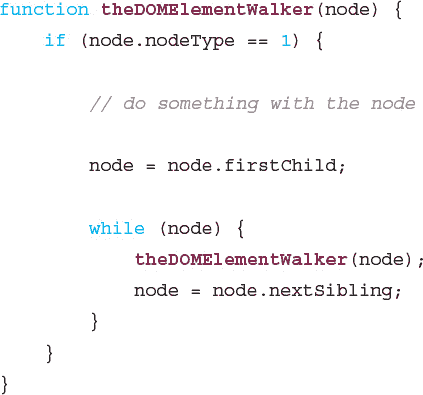 function theDOMElementWalker(node) {
    if (node.nodeType == 1) {

        // do something with the node

        node = node.firstChild;

        while (node) {
            theDOMElementWalker(node);
            node = node.nextSibling;
        }
    }
}